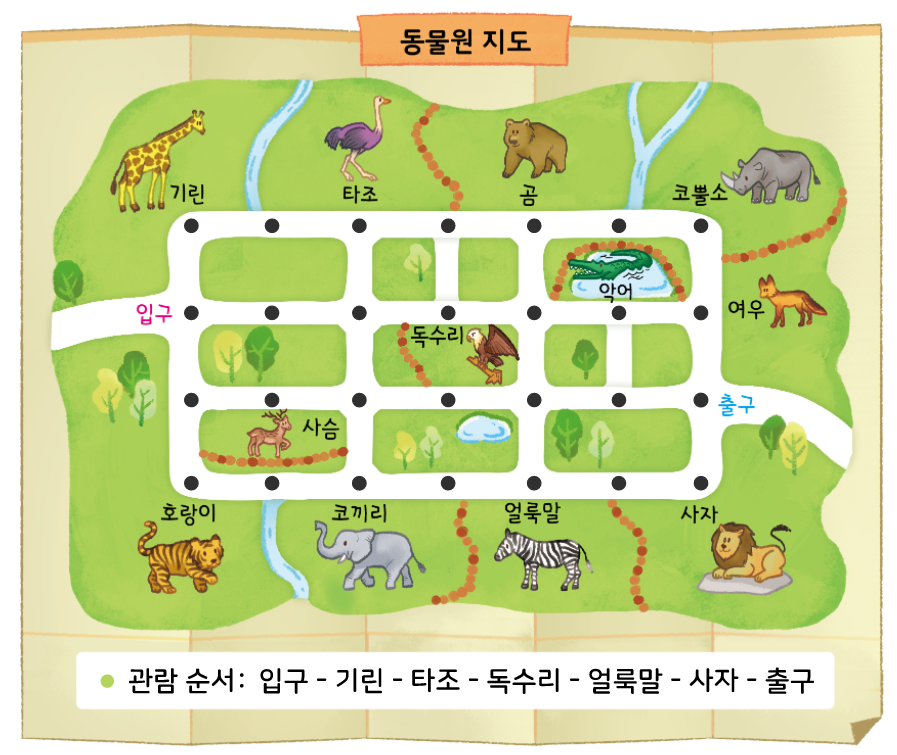 동물원 지도
기린
타조
곰
코뿔소
악어
입구
독수리
여우
출구
사슴
호랑이
코끼리
얼룩말
사자
관람 순서: 입구 - 기린 - 타조 - 독수리 - 얼룩말 - 사자 - 출구